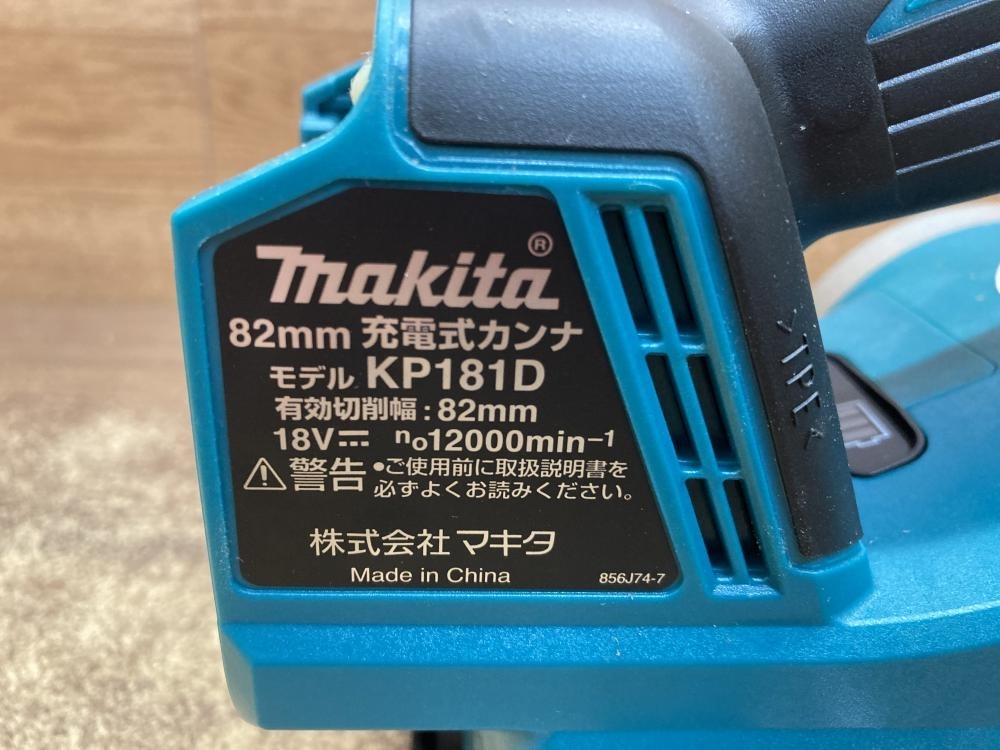 makita®
82mm 充電式カンナ
モデル KP181D
有効切削幅:82mm
18V⎓ no12000min-1
⚠警告 •ご使用前に取扱説明書を
必ずよくお読みください。
株式会社 マキタ
Made in China 856J74-7
>TPE<